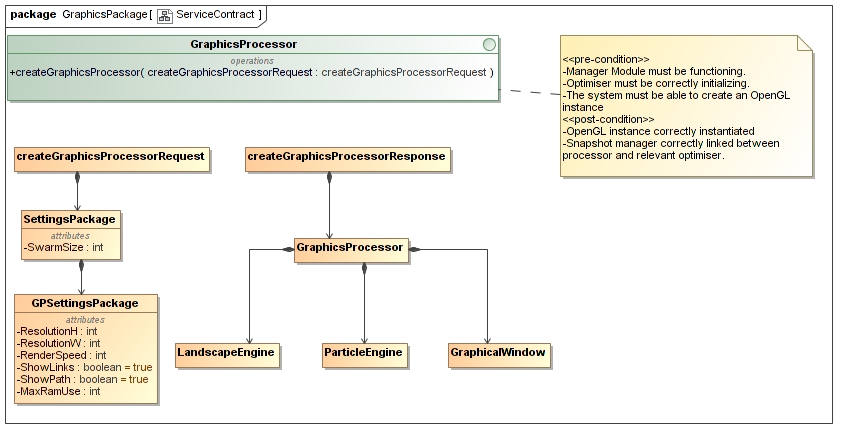 package GraphicsPackage [ ServiceContract ]
GraphicsProcessor
operations
+createGraphicsProcessor( createGraphicsProcessorRequest : createGraphicsProcessorRequest )
<<pre-condition>>
-Manager Module must be functioning.
-Optimiser must be correctly initializing.
-The system must be able to create an OpenGL
instance
<<post-condition>>
-OpenGL instance correctly instantiated
-Snapshot manager correctly linked between
processor and relevant optimiser.
createGraphicsProcessorRequest
createGraphicsProcessorResponse
SettingsPackage
attributes
-SwarmSize : int
GraphicsProcessor
GPSettingsPackage
attributes
-ResolutionH : int
-ResolutionW : int
-RenderSpeed : int
-ShowLinks : boolean = true
-ShowPath : boolean = true
-MaxRamUse : int
LandscapeEngine
ParticleEngine
GraphicalWindow